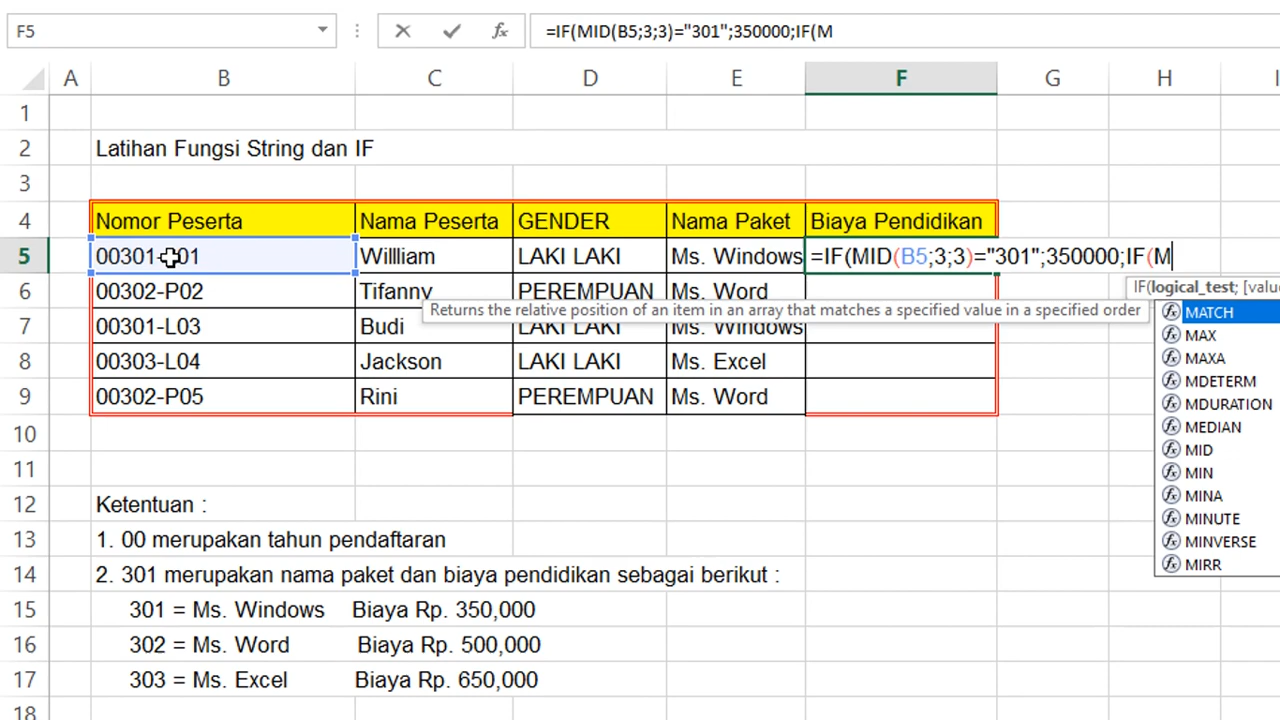 F5 =IF(MID(B5;3;3)="301";350000;IF(M
A B C D E F G H I
1
2 Latihan Fungsi String dan IF
3
4 Nomor Peserta Nama Peserta GENDER Nama Paket Biaya Pendidikan
5 00301- 01 Willliam LAKI LAKI Ms. Windows =IF(MID(B5;3;3)="301";350000;IF(M
6 00302-P02 Tifanny PEREMPUAN Ms. Word
IF(logical_test; [value
Returns the relative position of an item in an array that matches a specified value in a specified order
MATCH
7 00301-L03 Budi LAKI LAKI Ms. Windows
MAX
8 00303-L04 Jackson LAKI LAKI Ms. Excel
MAXA
9 00302-P05 Rini PEREMPUAN Ms. Word
MDETERM
MDURATION
10
MEDIAN
MID
11
MIN
12 Ketentuan :
MINA
MINUTE
13 1. 00 merupakan tahun pendaftaran
MINVERSE
MIRR
14 2. 301 merupakan nama paket dan biaya pendidikan sebagai berikut :
15 301 = Ms. Windows Biaya Rp. 350,000
16 302 = Ms. Word Biaya Rp. 500,000
17 303 = Ms. Excel Biaya Rp. 650,000
18